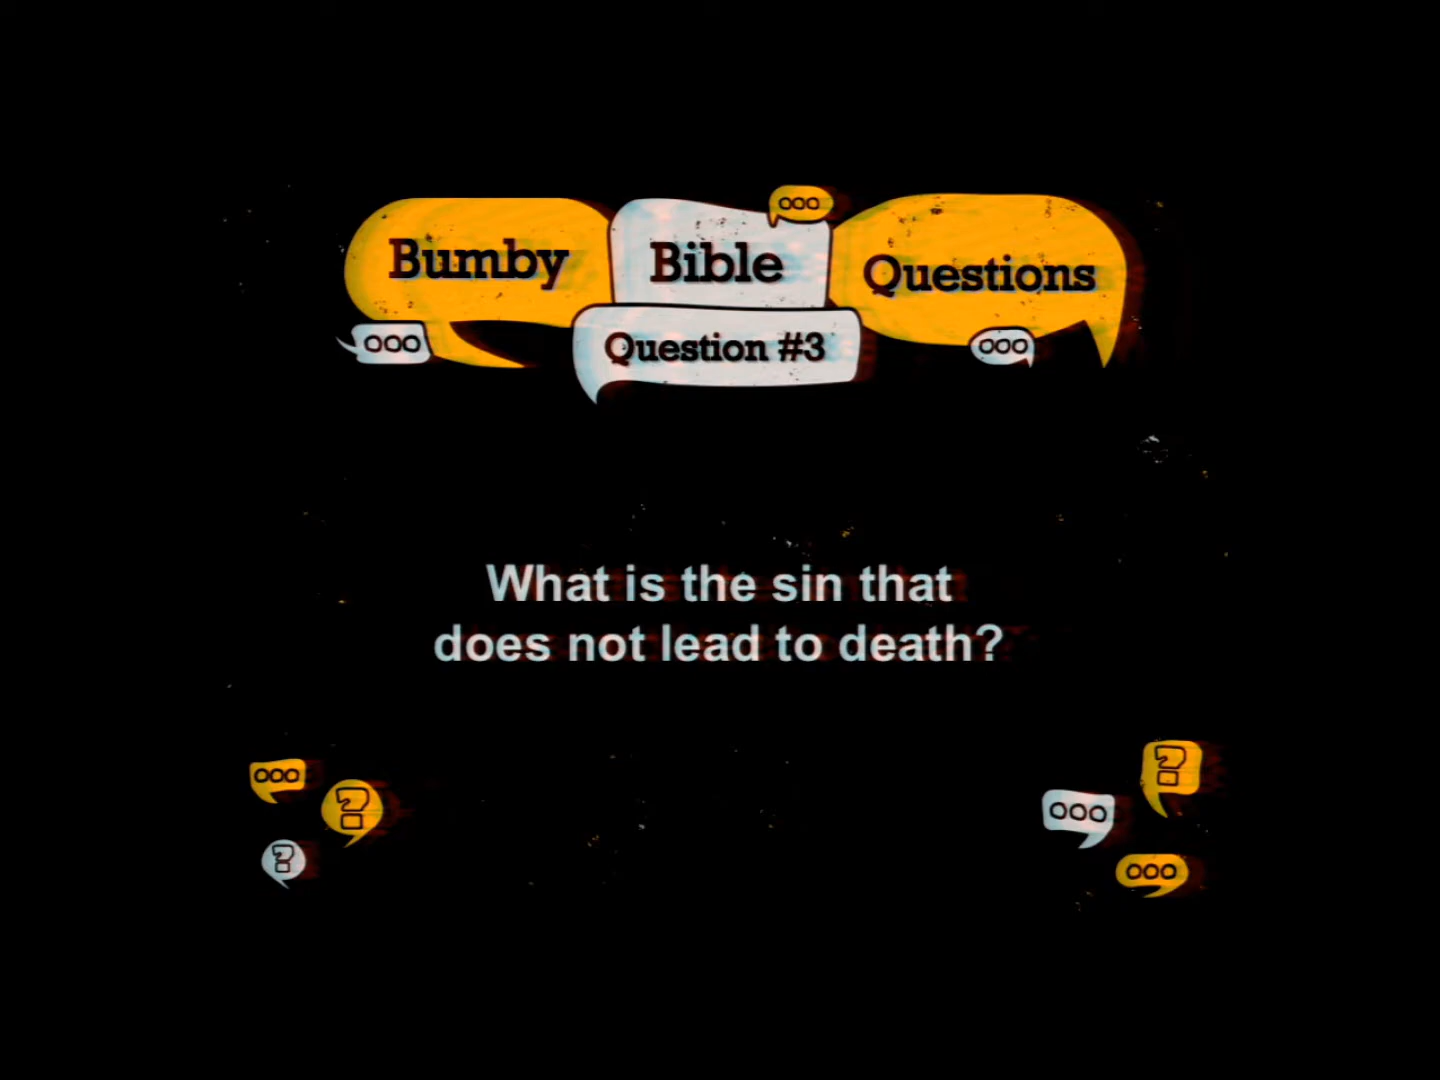 Bumby Bible Questions
Question #3
What is the sin that
does not lead to death?